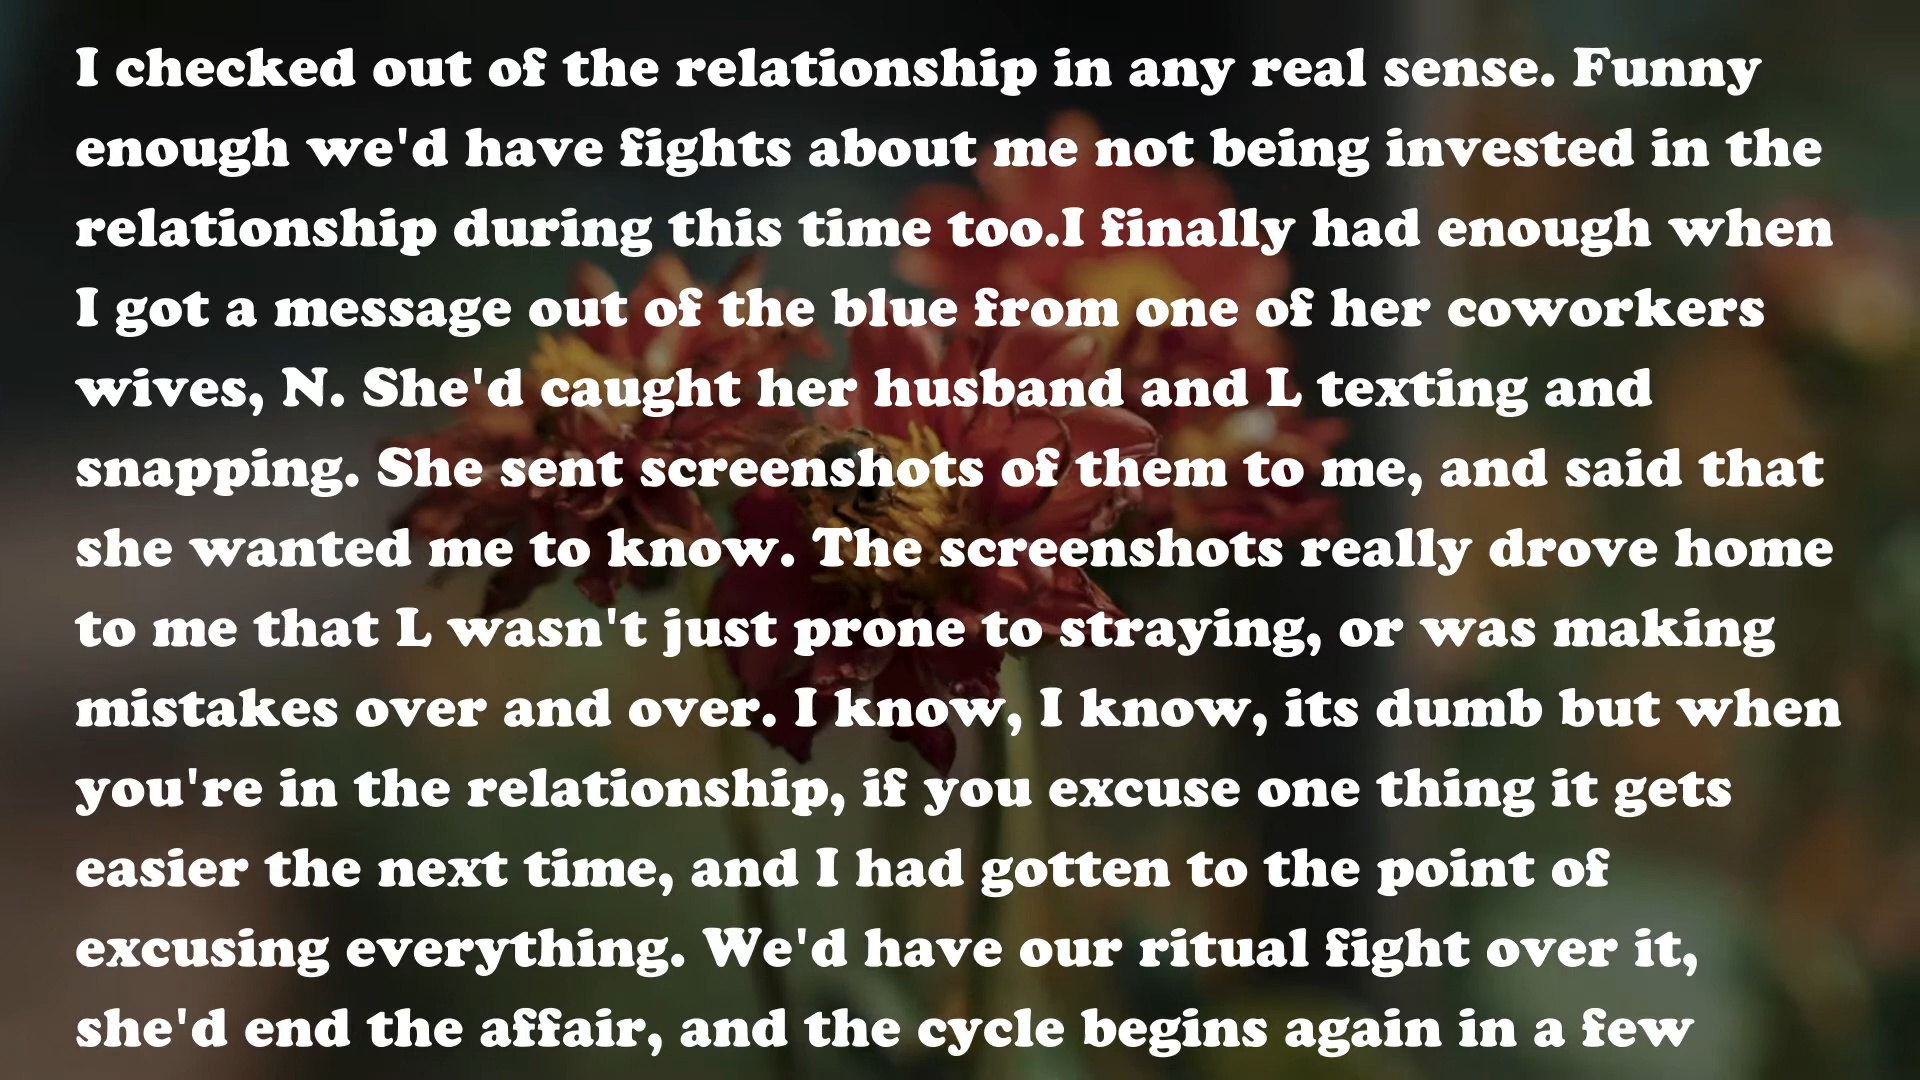 I checked out of the relationship in any real sense. Funny
enough we'd have fights about me not being invested in the
relationship during this time too.I finally had enough when
I got a message out of the blue from one of her coworkers
wives, N. She'd caught her husband and L texting and
snapping. She sent screenshots of them to me, and said that
she wanted me to know. The screenshots really drove home
to me that L wasn't just prone to straying, or was making
mistakes over and over. I know, I know, its dumb but when
you're in the relationship, if you excuse one thing it gets
easier the next time, and I had gotten to the point of
excusing everything. We'd have our ritual fight over it,
she'd end the affair, and the cycle begins again in a few